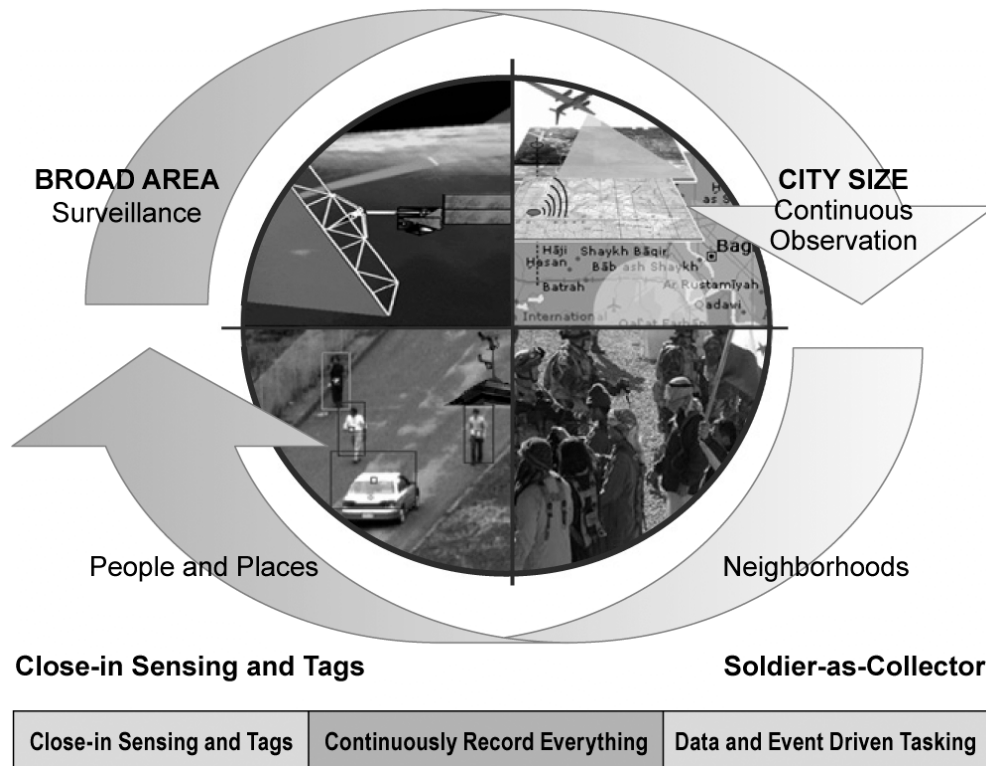 BROAD AREA
Surveillance
CITY SIZE
Continuous
Observation
Hāji
Shaykh Bāqir
Hasan
Bāb ash Shaykh
Batrah
Ar Rustamīyah
Qadawi
International
People and Places
Neighborhoods
Close-in Sensing and Tags
Soldier-as-Collector
Close-in Sensing and Tags
Continuously Record Everything
Data and Event Driven Tasking